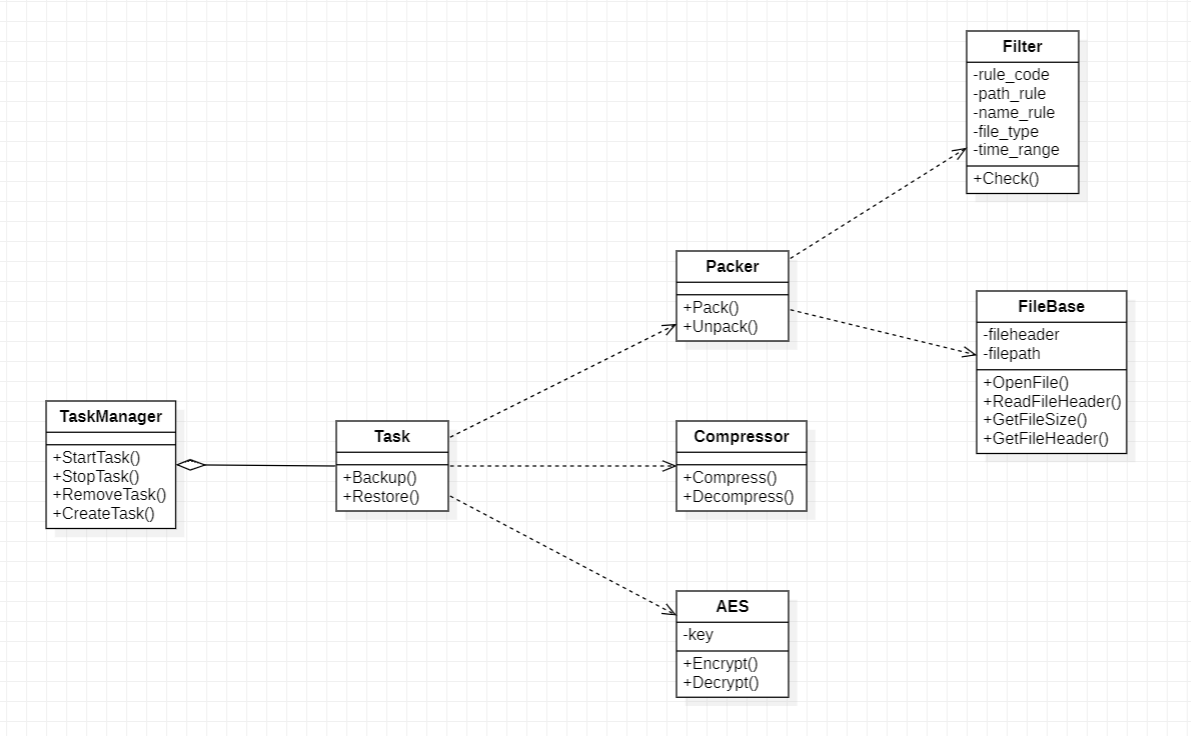 Filter
-rule_code
-path_rule
-name_rule
-file_type
-time_range
+Check()
Packer
+Pack()
+Unpack()
FileBase
-fileheader
-filepath
+OpenFile()
+ReadFileHeader()
+GetFileSize()
+GetFileHeader()
TaskManager
+StartTask()
+StopTask()
+RemoveTask()
+CreateTask()
Task
+Backup()
+Restore()
Compressor
+Compress()
+Decompress()
AES
-key
+Encrypt()
+Decrypt()